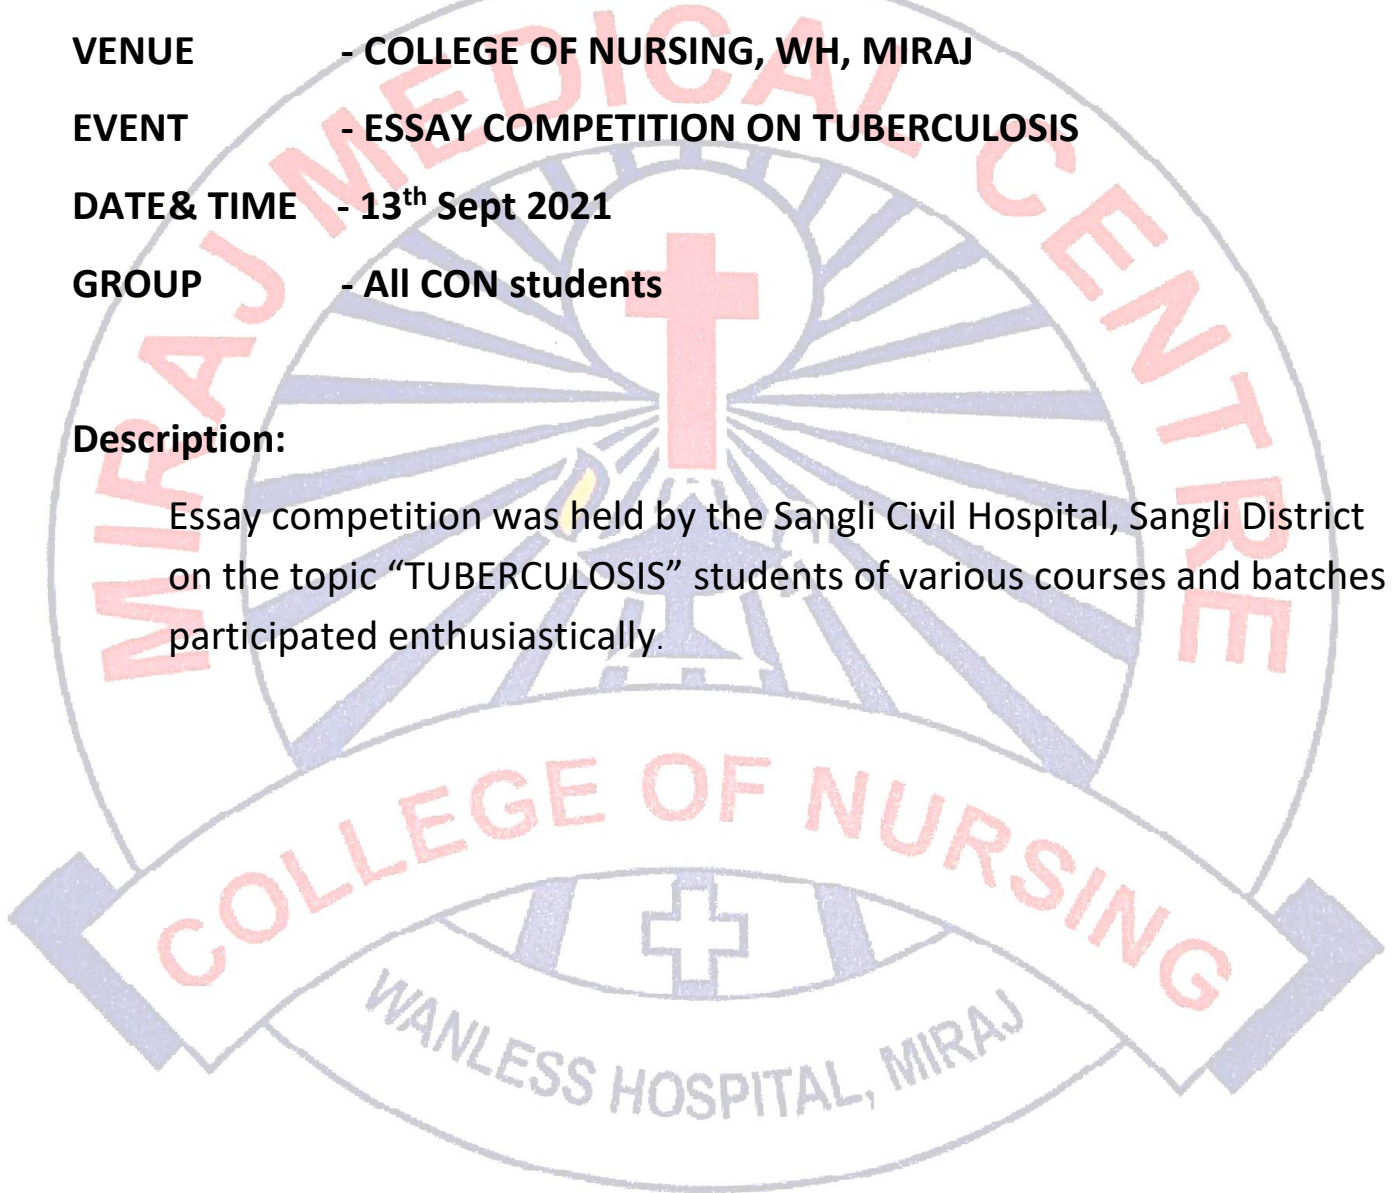 VENUE - COLLEGE OF NURSING, WH, MIRAJ
EVENT - ESSAY COMPETITION ON TUBERCULOSIS
DATE& TIME - 13th Sept 2021
GROUP - All CON students
Description:
Essay competition was held by the Sangli Civil Hospital, Sangli District
on the topic “TUBERCULOSIS” students of various courses and batches
participated enthusiastically.
MIRAJ MEDICAL CENTRE
COLLEGE OF NURSING
WANLESS HOSPITAL, MIRAJ